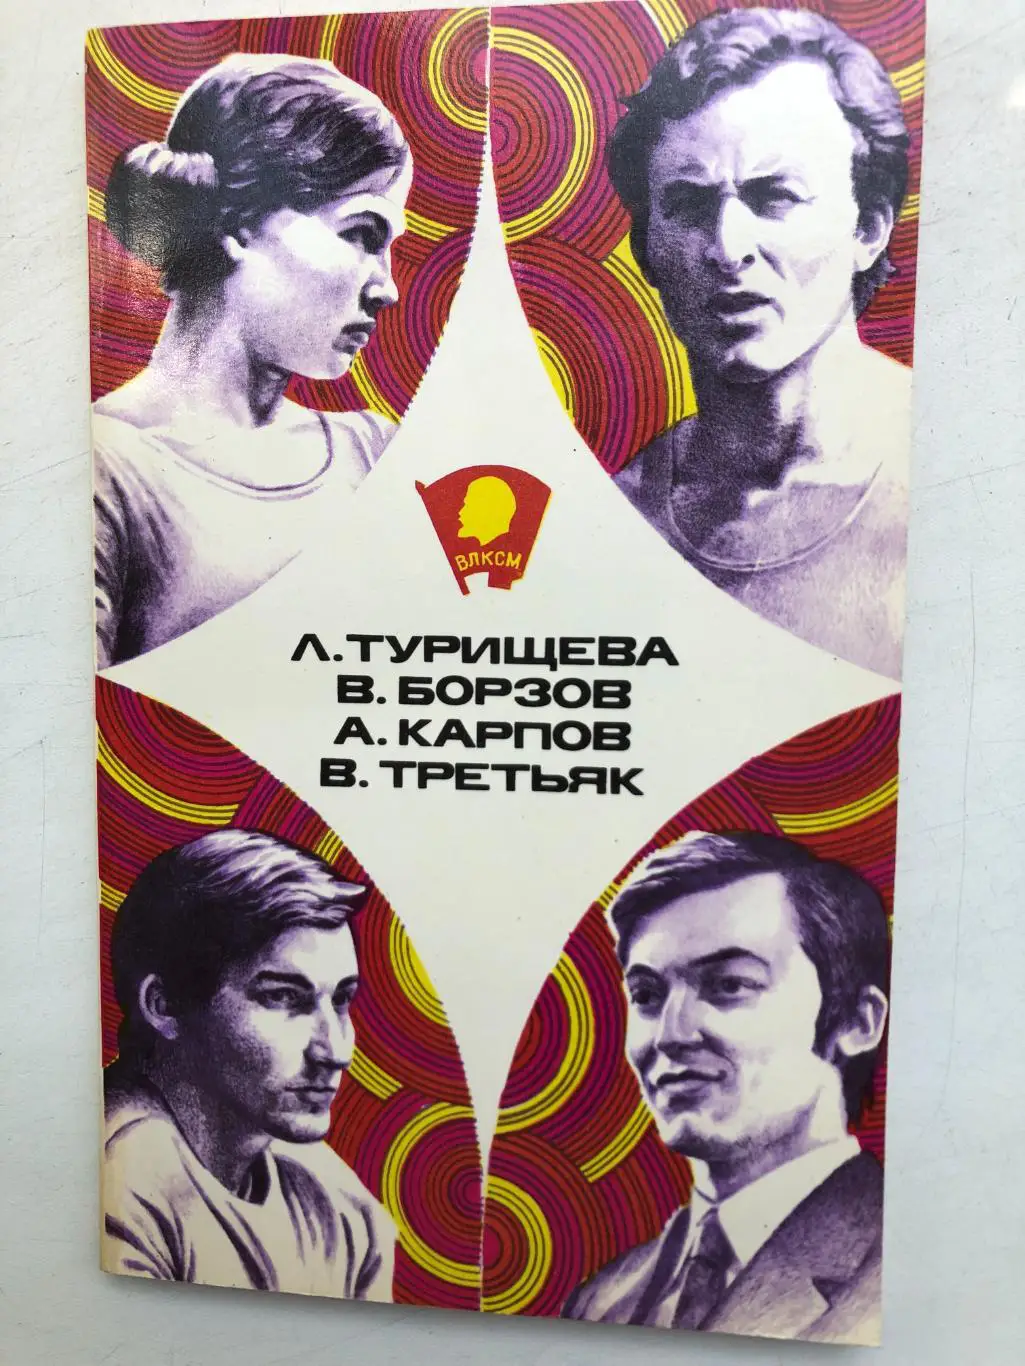 ВЛКСМ
Л. ТУРИЩЕВА
В. БОРЗОВ
А. КАРПОВ
В. ТРЕТЬЯК